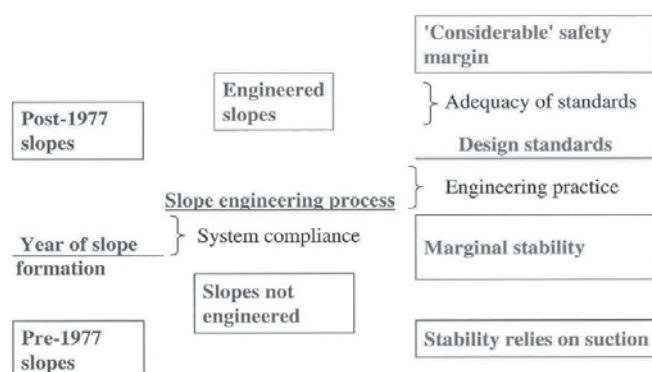 'Considerable' safety
margin
Engineered
slopes
Adequacy of standards
Post-1977
slopes
Design standards
Engineering practice
Slope engineering process
System compliance
Year of slope
formation
Marginal stability
Slopes not
engineered
Pre-1977
slopes
Stability relies on suction